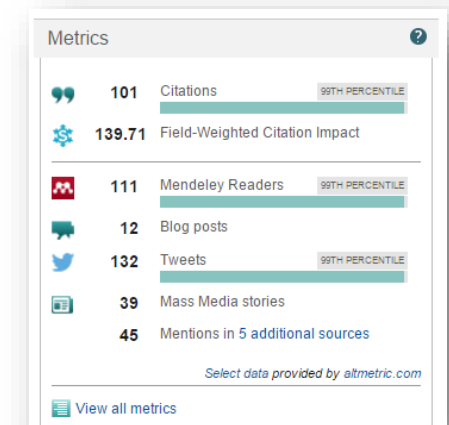 Metrics ?
101 Citations 99TH PERCENTILE
139.71 Field-Weighted Citation Impact
111 Mendeley Readers 99TH PERCENTILE
12 Blog posts
132 Tweets 99TH PERCENTILE
39 Mass Media stories
45 Mentions in 5 additional sources
Select data provided by altmetric.com
View all metrics